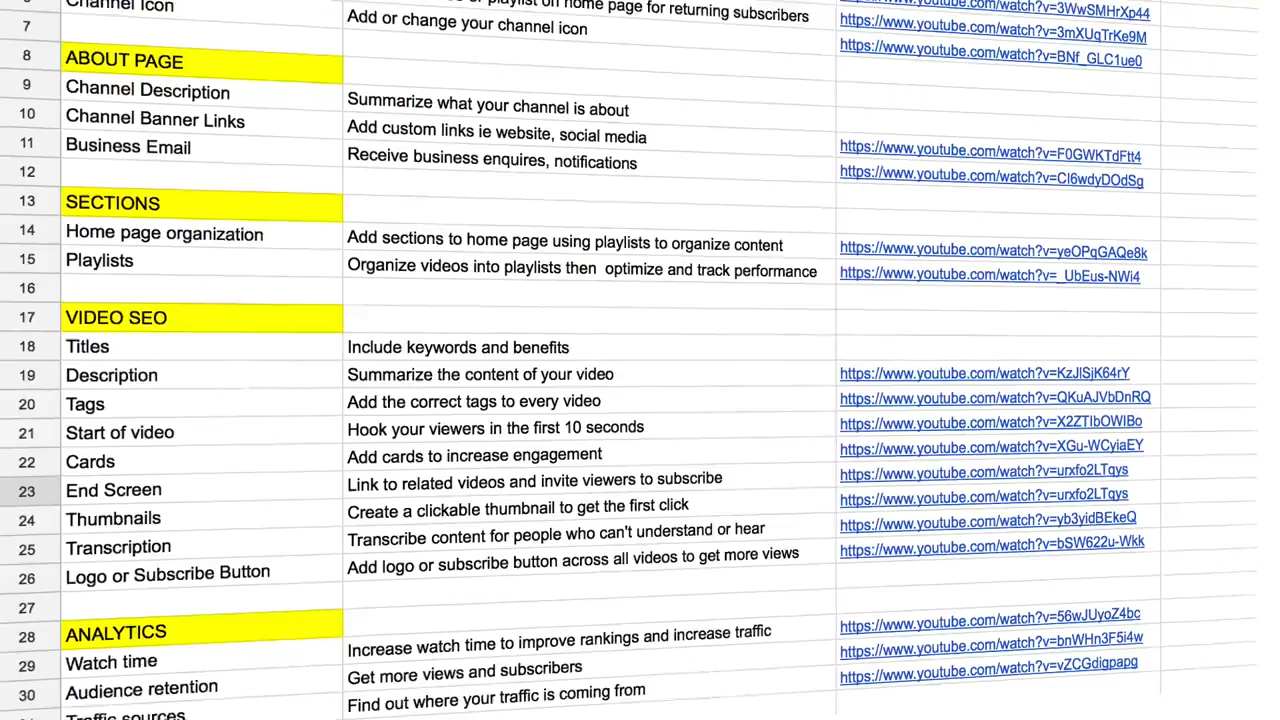 Channel Icon
playlist on home page for returning subscribers
https://www.youtube.com/watch?v=3WwSMHrXp44
7
Add or change your channel icon
https://www.youtube.com/watch?v=3mXUqTrKe9M
8 ABOUT PAGE
https://www.youtube.com/watch?v=BNf_GLC1ue0
9 Channel Description
Summarize what your channel is about
10 Channel Banner Links
Add custom links ie website, social media
11 Business Email
Receive business enquires, notifications
https://www.youtube.com/watch?v=F0GWKTdFtt4
12
https://www.youtube.com/watch?v=CI6wdyDOdSg
13 SECTIONS
14 Home page organization
Add sections to home page using playlists to organize content
https://www.youtube.com/watch?v=yeOPqGAQe8k
15 Playlists
Organize videos into playlists then optimize and track performance
https://www.youtube.com/watch?v=_UbEus-NWi4
16
17 VIDEO SEO
18 Titles
Include keywords and benefits
19 Description
Summarize the content of your video
https://www.youtube.com/watch?v=KzJlSjK64rY
20 Tags
Add the correct tags to every video
https://www.youtube.com/watch?v=QKuAJVbDnRQ
21 Start of video
Hook your viewers in the first 10 seconds
https://www.youtube.com/watch?v=X2ZTIbOWIBo
22 Cards
Add cards to increase engagement
https://www.youtube.com/watch?v=XGu-WCyiaEY
23 End Screen
Link to related videos and invite viewers to subscribe
https://www.youtube.com/watch?v=urxfo2LTqys
24 Thumbnails
Create a clickable thumbnail to get the first click
https://www.youtube.com/watch?v=urxfo2LTqys
25 Transcription
Transcribe content for people who can't understand or hear
https://www.youtube.com/watch?v=yb3yidBEkeQ
26 Logo or Subscribe Button
Add logo or subscribe button across all videos to get more views
https://www.youtube.com/watch?v=bSW622u-Wkk
27
28 ANALYTICS
29 Watch time
Increase watch time to improve rankings and increase traffic
https://www.youtube.com/watch?v=56wJUyoZ4bc
30 Audience retention
Get more views and subscribers
https://www.youtube.com/watch?v=bnWHn3F5i4w
Traffic sources
Find out where your traffic is coming from
https://www.youtube.com/watch?v=vZCGdigpapg